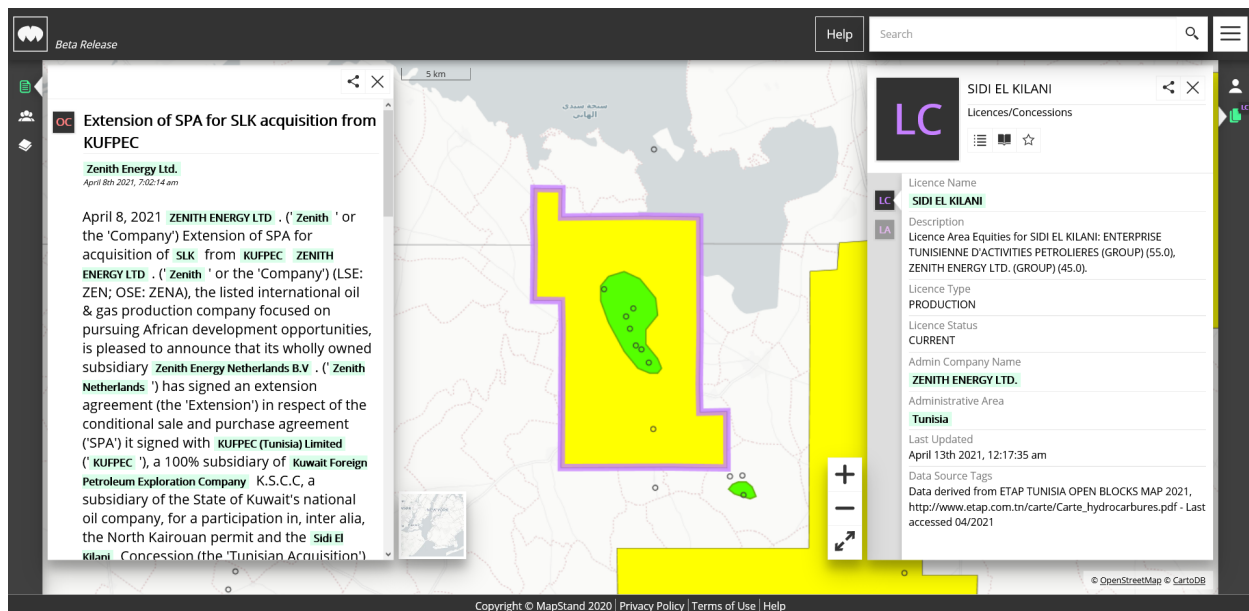 Beta Release
Help
Search
OC
Extension of SPA for SLK acquisition from
KUFPEC
Zenith Energy Ltd.
April 8th 2021, 7:02:14 am
April 8, 2021 ZENITH ENERGY LTD . (' Zenith ' or
the 'Company') Extension of SPA for
acquisition of SLK from KUFPEC ZENITH
ENERGY LTD . (' Zenith ' or the 'Company') (LSE:
ZEN; OSE: ZENA), the listed international oil
& gas production company focused on
pursuing African development opportunities,
is pleased to announce that its wholly owned
subsidiary Zenith Energy Netherlands B.V . (' Zenith
Netherlands ') has signed an extension
agreement (the 'Extension') in respect of the
conditional sale and purchase agreement
('SPA') it signed with KUFPEC (Tunisia) Limited
(' KUFPEC '), a 100% subsidiary of Kuwait Foreign
Petroleum Exploration Company K.S.C.C, a
subsidiary of the State of Kuwait's national
oil company, for a participation in, inter alia,
the North Kairouan permit and the Sidi El
Kilani Concession (the 'Tunisian Acquisition')
5 km
سبخة سيدي
الهاني
LC
SIDI EL KILANI
Licences/Concessions
LC
LC
LA
Licence Name
SIDI EL KILANI
Description
Licence Area Equities for SIDI EL KILANI: ENTERPRISE
TUNISIENNE D'ACTIVITIES PETROLIERES (GROUP) (55.0),
ZENITH ENERGY LTD. (GROUP) (45.0).
Licence Type
PRODUCTION
Licence Status
CURRENT
Admin Company Name
ZENITH ENERGY LTD.
Administrative Area
Tunisia
Last Updated
April 13th 2021, 12:17:35 am
Data Source Tags
Data derived from ETAP TUNISIA OPEN BLOCKS MAP 2021,
http://www.etap.com.tn/carte/Carte_hydrocarbures.pdf - Last
accessed 04/2021
© OpenStreetMap © CartoDB
Copyright © MapStand 2020 | Privacy Policy | Terms of Use | Help